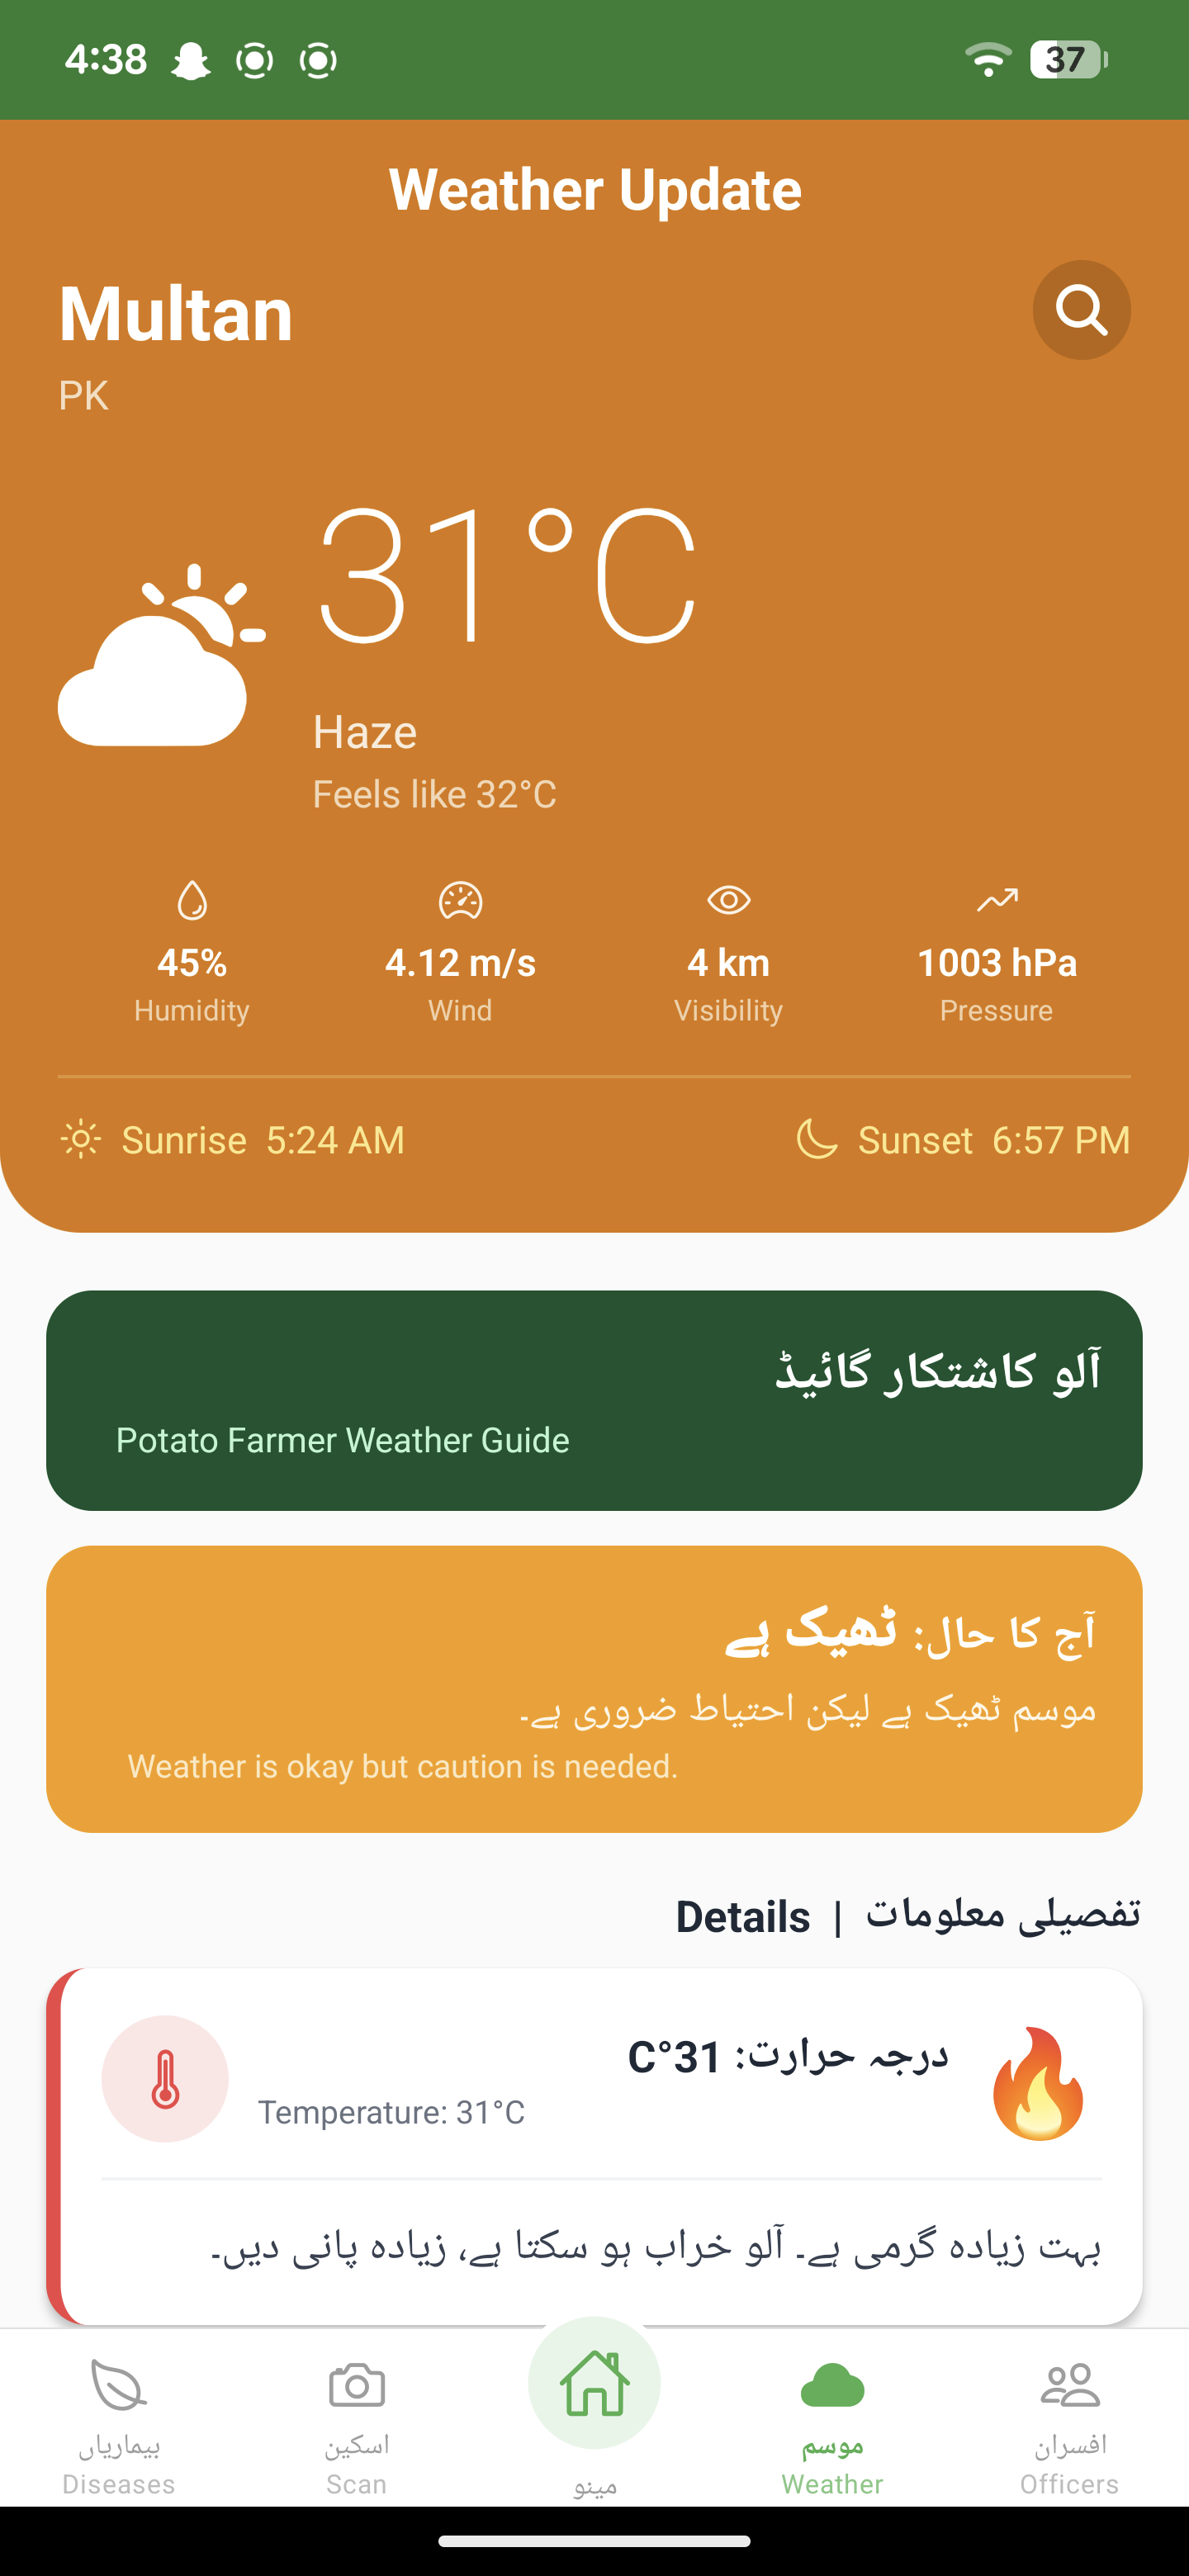 4:38
37
Weather Update
Multan
PK
31°C
Haze
Feels like 32°C
45%
Humidity
4.12 m/s
Wind
4 km
Visibility
1003 hPa
Pressure
Sunrise 5:24 AM
Sunset 6:57 PM
آلو کاشتکار گائیڈ
Potato Farmer Weather Guide
آج کا حال: ٹھیک ہے
موسم ٹھیک ہے لیکن احتیاط ضروری ہے۔
Weather is okay but caution is needed.
تفصیلی معلومات | Details
درجہ حرارت: 31°C
Temperature: 31°C
بہت زیادہ گرمی ہے۔ آلو خراب ہو سکتا ہے، زیادہ پانی دیں۔
بیماریاں
Diseases
اسکین
Scan
مینو
موسم
Weather
افسران
Officers